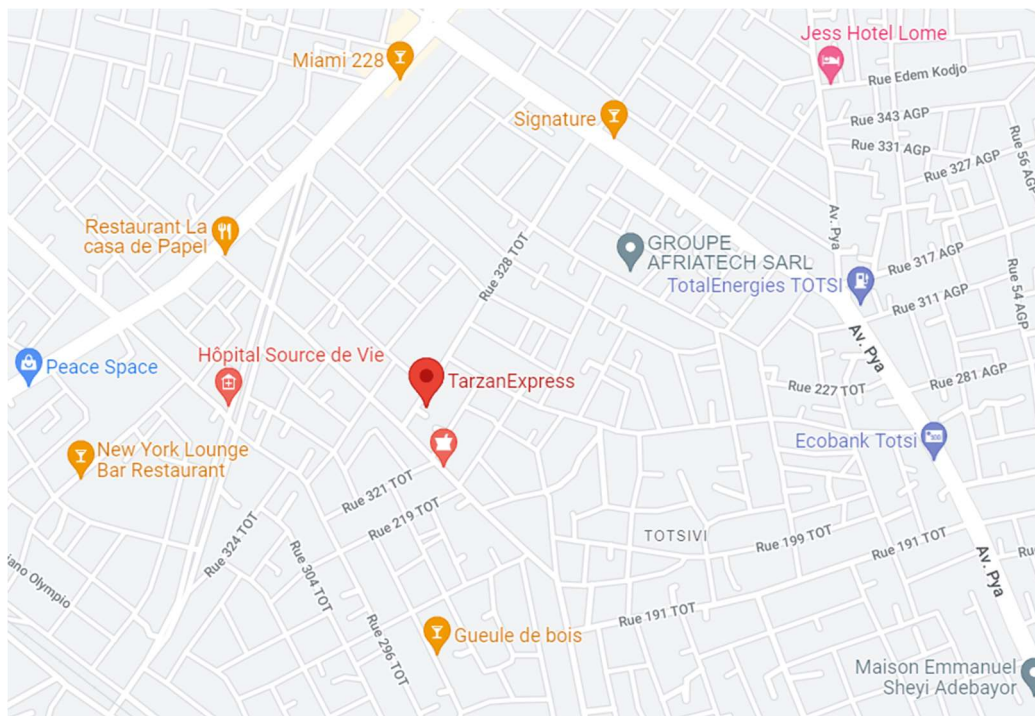 Jess Hotel Lome
Miami 228
Rue Edem Kodjo
Signature
Rue 343 AGP
Rue 331 AGP
Rue 56 AGP
Rue 327 AGP
Restaurant La
casa de Papel
Rue 328 TOT
Av. Pya
GROUPE
AFRIATECH SARL
Rue 317 AGP
TotalEnergies TOTSI
Rue 311 AGP
Rue 54 AGP
Av. Pya
Hôpital Source de Vie
Peace Space
TarzanExpress
Rue 227 TOT
Rue 281 AGP
Ecobank Totsi
New York Lounge
Bar Restaurant
Rue 321 TOT
Rue 219 TOT
Rue 324 TOT
TOTSIVI
Rue 199 TOT
Rue 191 TOT
Av. Pya
iano Olympio
Rue 304 TOT
Rue 296 TOT
Rue 191 TOT
Gueule de bois
Maison Emmanuel
Sheyi Adebayor